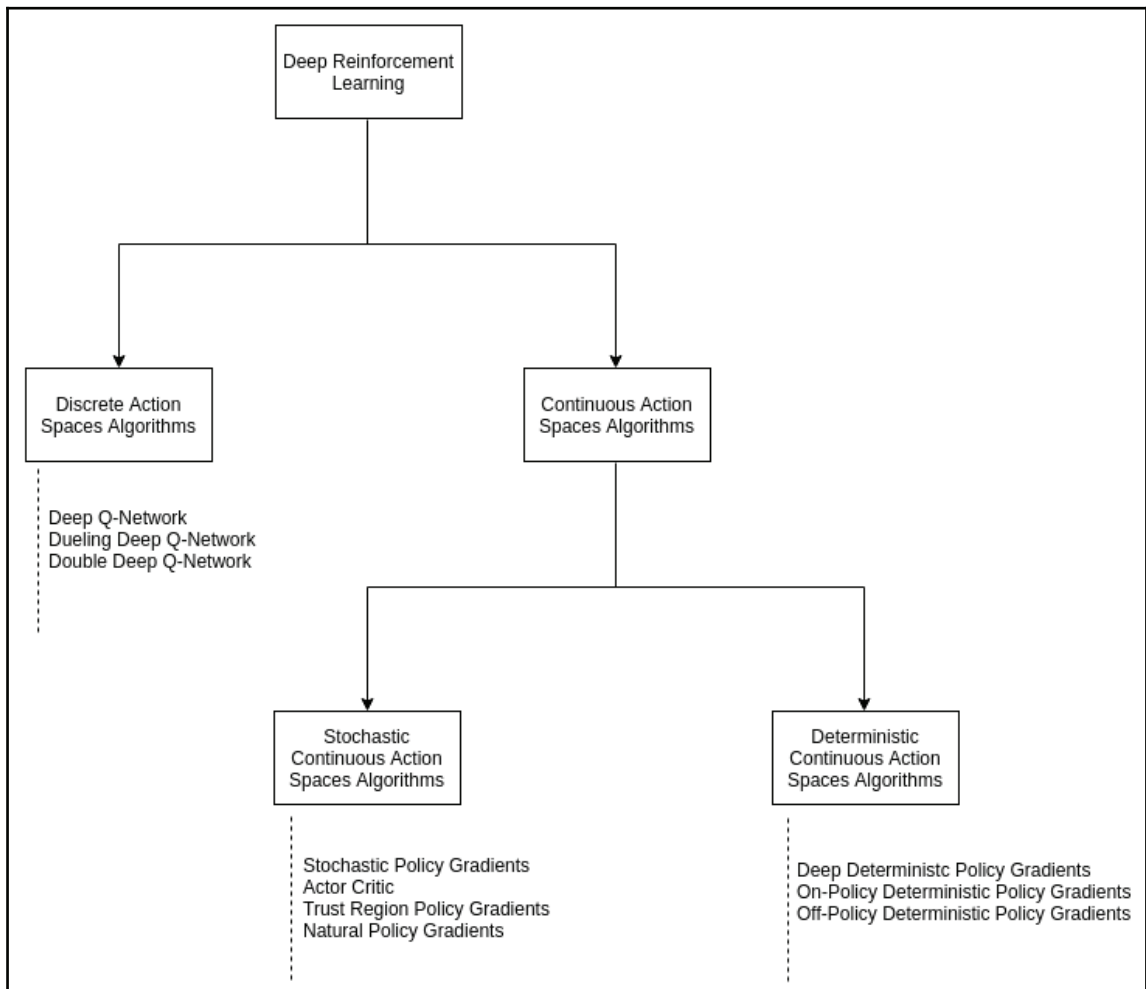 Deep Reinforcement
Learning
Discrete Action
Spaces Algorithms
Continuous Action
Spaces Algorithms
Deep Q-Network
Dueling Deep Q-Network
Double Deep Q-Network
Stochastic
Continuous Action
Spaces Algorithms
Deterministic
Continuous Action
Spaces Algorithms
Stochastic Policy Gradients
Actor Critic
Trust Region Policy Gradients
Natural Policy Gradients
Deep Deterministc Policy Gradients
On-Policy Deterministic Policy Gradients
Off-Policy Deterministic Policy Gradients